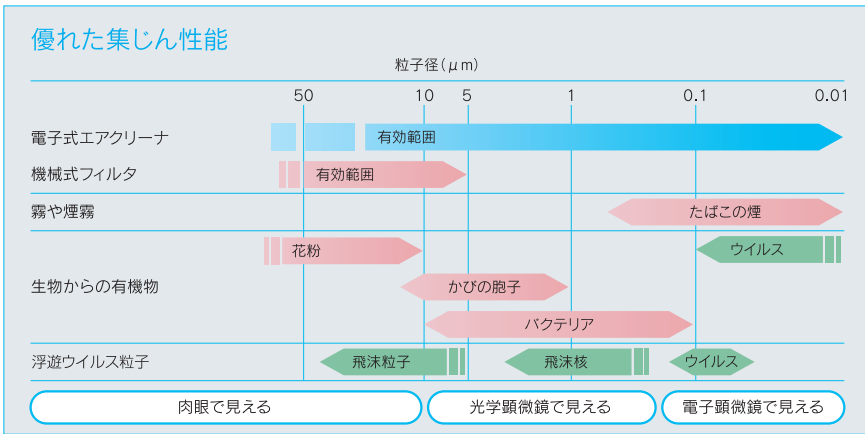 優れた集じん性能
粒子径(μm)
50 10 5 1 0.1 0.01
電子式エアクリーナ 有効範囲
機械式フィルタ 有効範囲
霧や煙霧 たばこの煙
花粉 ウイルス
生物からの有機物 かびの胞子
バクテリア
浮遊ウイルス粒子 飛沫粒子 飛沫核 ウイルス
肉眼で見える 光学顕微鏡で見える 電子顕微鏡で見える